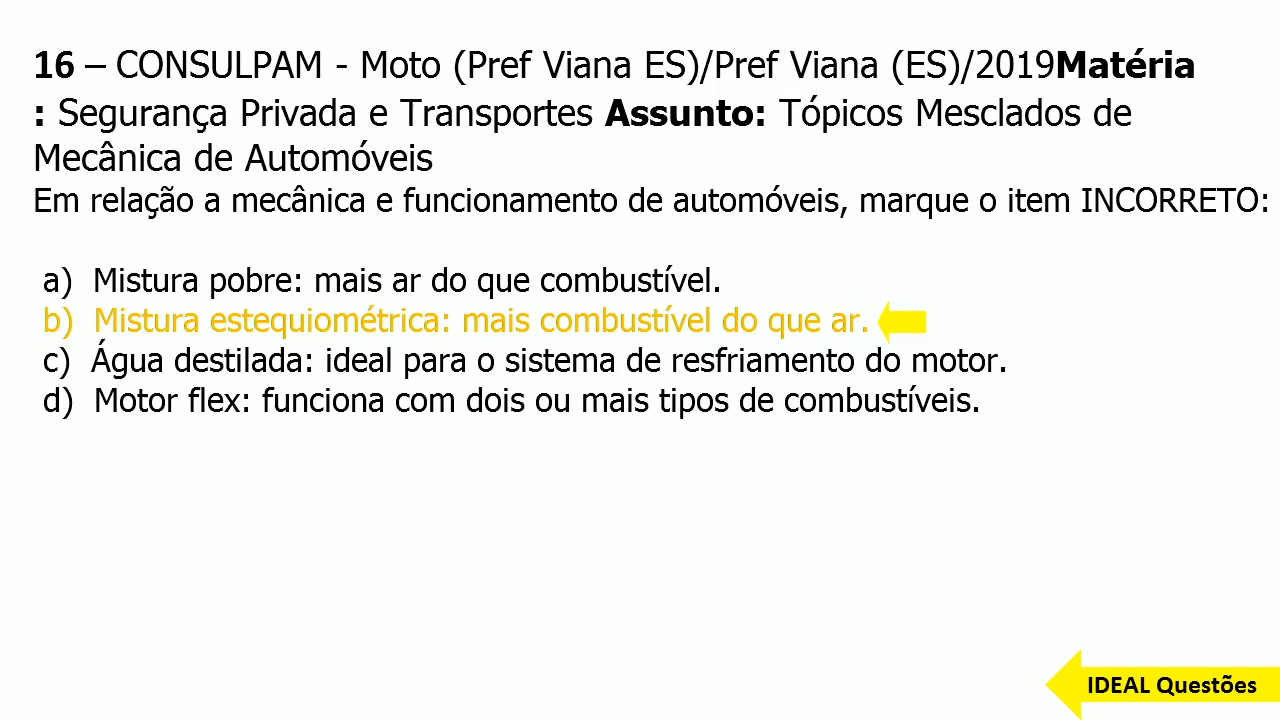 16 – CONSULPAM - Moto (Pref Viana ES)/Pref Viana (ES)/2019Matéria
: Segurança Privada e Transportes Assunto: Tópicos Mesclados de
Mecânica de Automóveis
Em relação a mecânica e funcionamento de automóveis, marque o item INCORRETO:
a) Mistura pobre: mais ar do que combustível.
b) Mistura estequiométrica: mais combustível do que ar.
c) Água destilada: ideal para o sistema de resfriamento do motor.
d) Motor flex: funciona com dois ou mais tipos de combustíveis.
IDEAL Questões